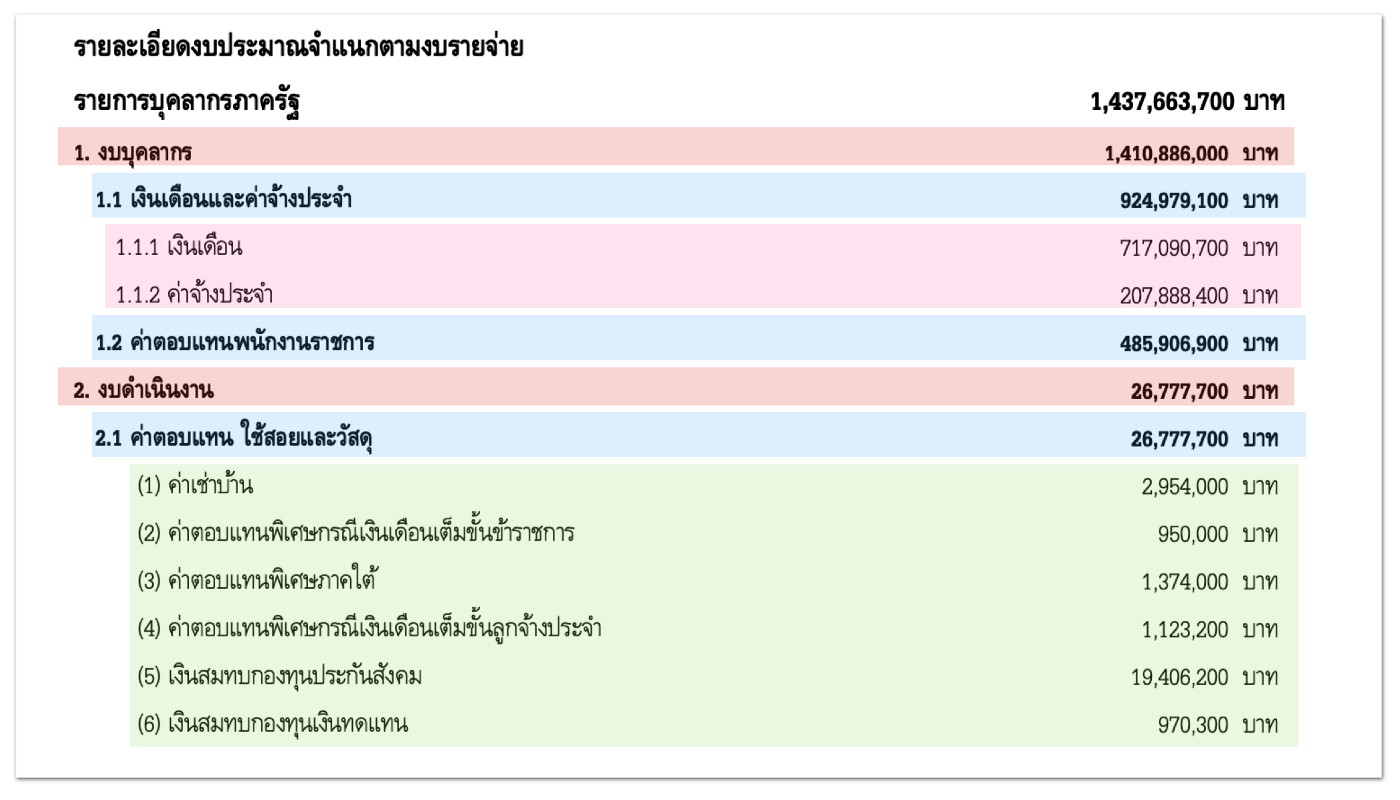 รายละเอียดงบประมาณจำแนกตามงบรายจ่าย
รายการบุคลากรภาครัฐ 1,437,663,700 บาท
1. งบบุคลากร 1,410,886,000 บาท
1.1 เงินเดือนและค่าจ้างประจำ 924,979,100 บาท
1.1.1 เงินเดือน 717,090,700 บาท
1.1.2 ค่าจ้างประจำ 207,888,400 บาท
1.2 ค่าตอบแทนพนักงานราชการ 485,906,900 บาท
2. งบดำเนินงาน 26,777,700 บาท
2.1 ค่าตอบแทน ใช้สอยและวัสดุ 26,777,700 บาท
(1) ค่าเช่าบ้าน 2,954,000 บาท
(2) ค่าตอบแทนพิเศษกรณีเงินเดือนเต็มขั้นข้าราชการ 950,000 บาท
(3) ค่าตอบแทนพิเศษภาคใต้ 1,374,000 บาท
(4) ค่าตอบแทนพิเศษกรณีเงินเดือนเต็มขั้นลูกจ้างประจำ 1,123,200 บาท
(5) เงินสมทบกองทุนประกันสังคม 19,406,200 บาท
(6) เงินสมทบกองทุนเงินทดแทน 970,300 บาท